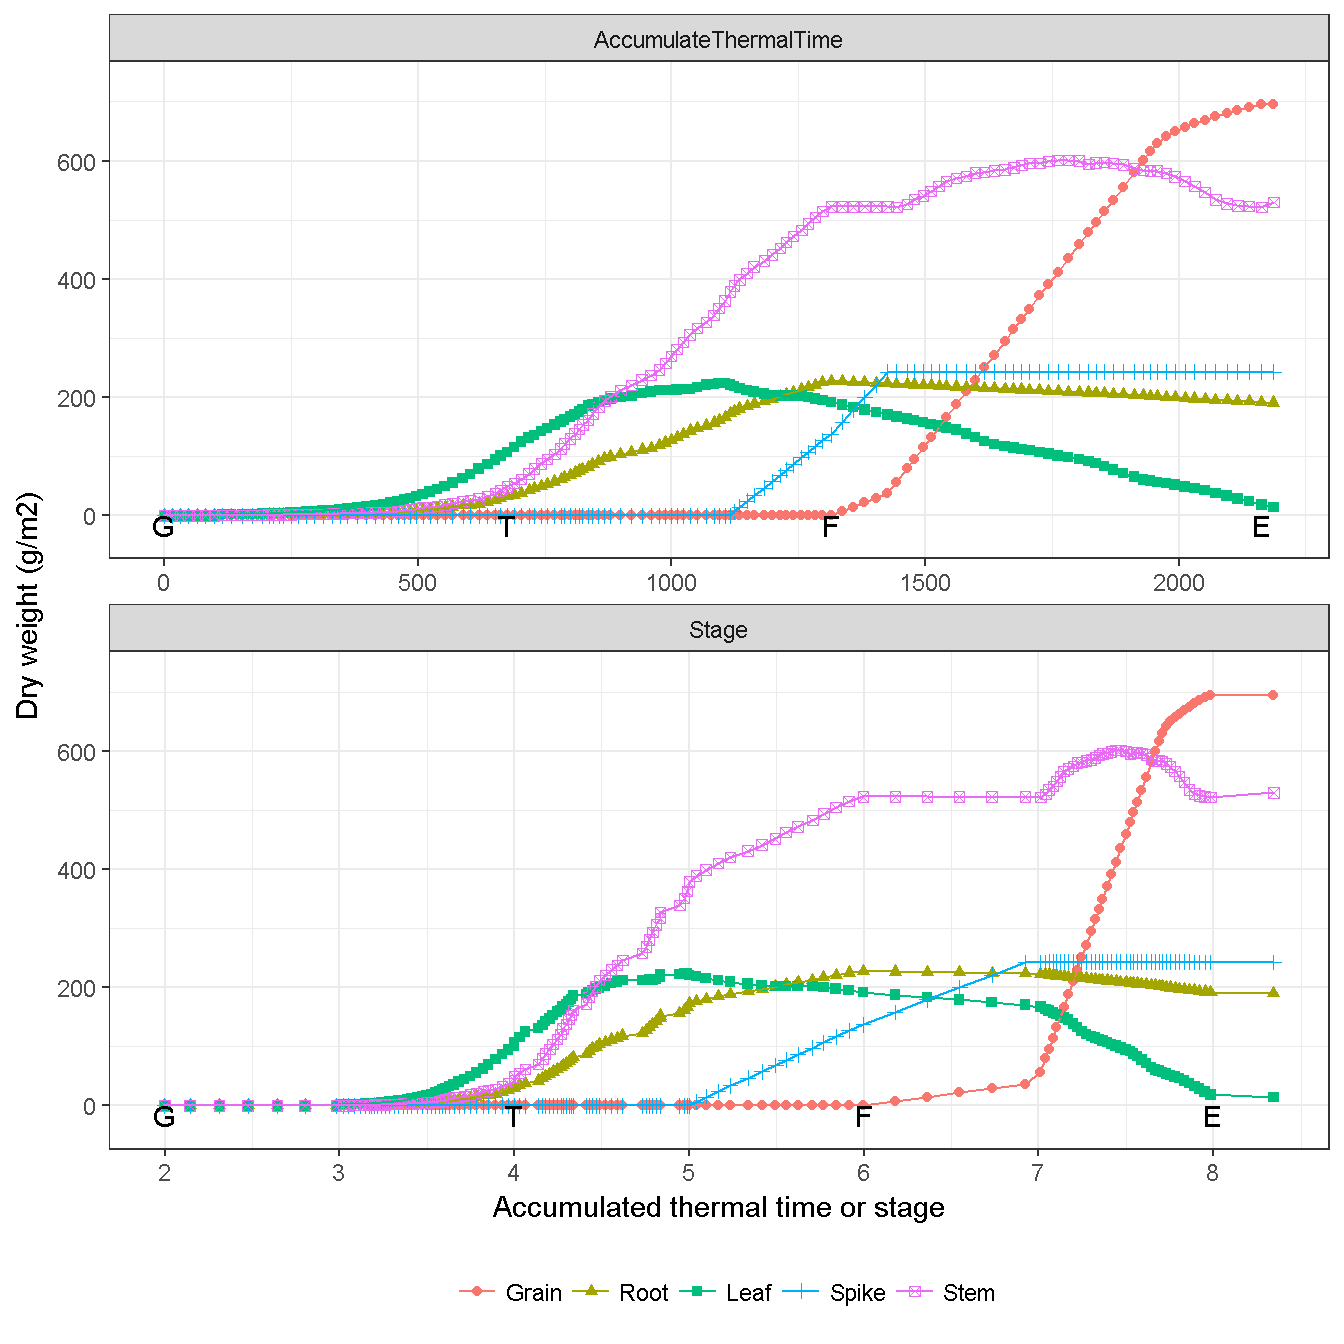 AccumulateThermalTime
600
400
200
0
G T F E
0 500 1000 1500 2000
Dry weight (g/m2)
Stage
600
400
200
0
G T F E
2 3 4 5 6 7 8
Accumulated thermal time or stage
Grain Root Leaf Spike Stem